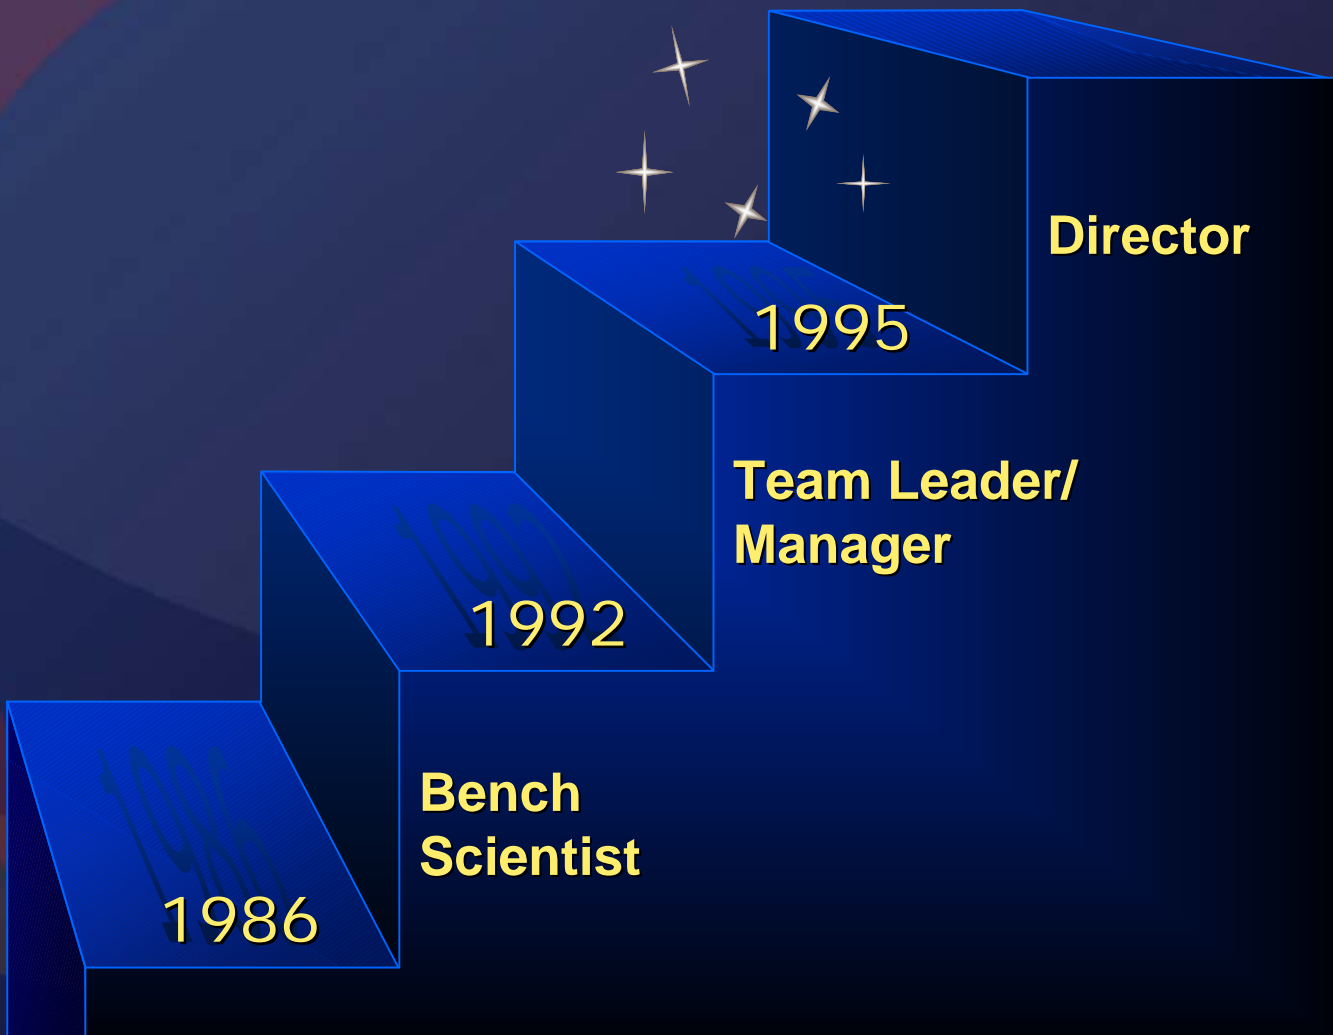 Director
1995
Team Leader/
Manager
1992
Bench
Scientist
1986